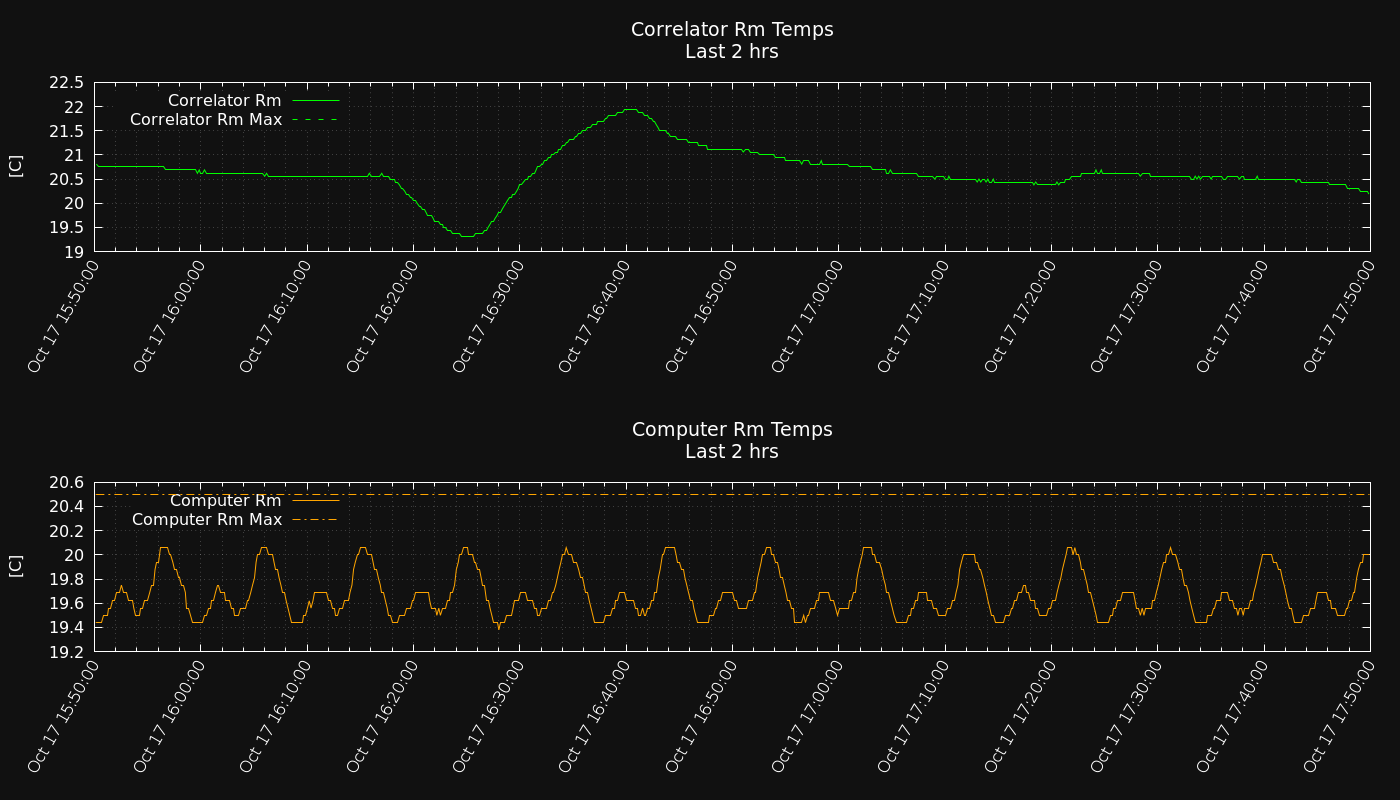 Correlator Rm Temps
Last 2 hrs
22.5
22
21.5
21
20.5
20
19.5
19
[C]
Correlator Rm
Correlator Rm Max
Oct 17 15:50:00
Oct 17 16:00:00
Oct 17 16:10:00
Oct 17 16:20:00
Oct 17 16:30:00
Oct 17 16:40:00
Oct 17 16:50:00
Oct 17 17:00:00
Oct 17 17:10:00
Oct 17 17:20:00
Oct 17 17:30:00
Oct 17 17:40:00
Oct 17 17:50:00
Computer Rm Temps
Last 2 hrs
20.6
20.4
20.2
20
19.8
19.6
19.4
19.2
[C]
Computer Rm
Computer Rm Max
Oct 17 15:50:00
Oct 17 16:00:00
Oct 17 16:10:00
Oct 17 16:20:00
Oct 17 16:30:00
Oct 17 16:40:00
Oct 17 16:50:00
Oct 17 17:00:00
Oct 17 17:10:00
Oct 17 17:20:00
Oct 17 17:30:00
Oct 17 17:40:00
Oct 17 17:50:00